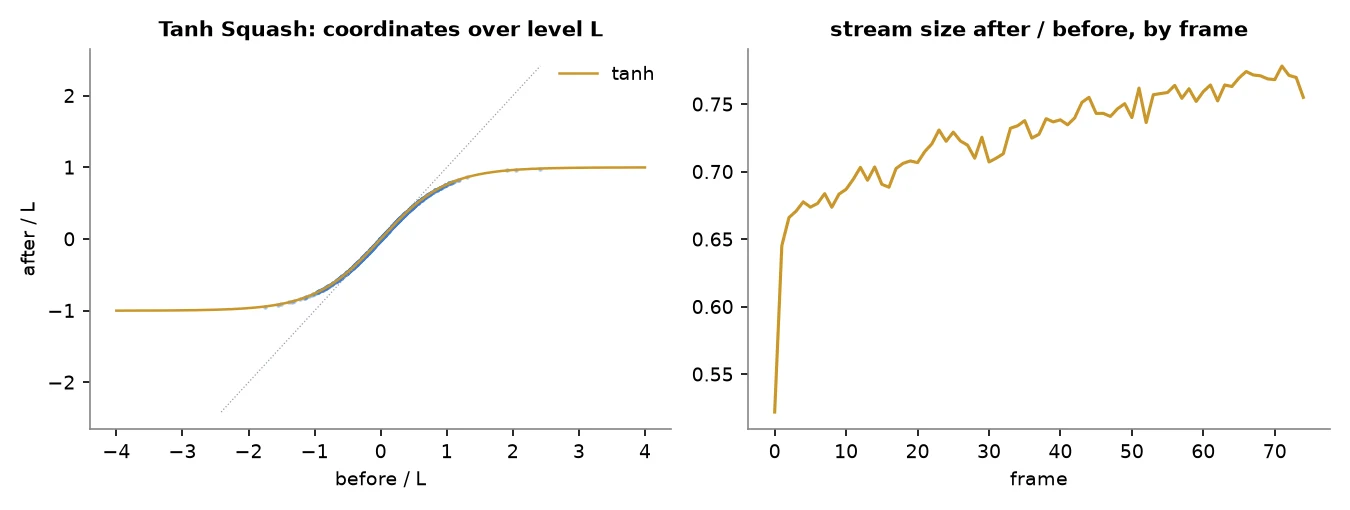 Tanh Squash: coordinates over level L
tanh
2
1
0
−1
−2
after / L
−4 −3 −2 −1 0 1 2 3 4
before / L
stream size after / before, by frame
0.75
0.70
0.65
0.60
0.55
0 10 20 30 40 50 60 70
frame